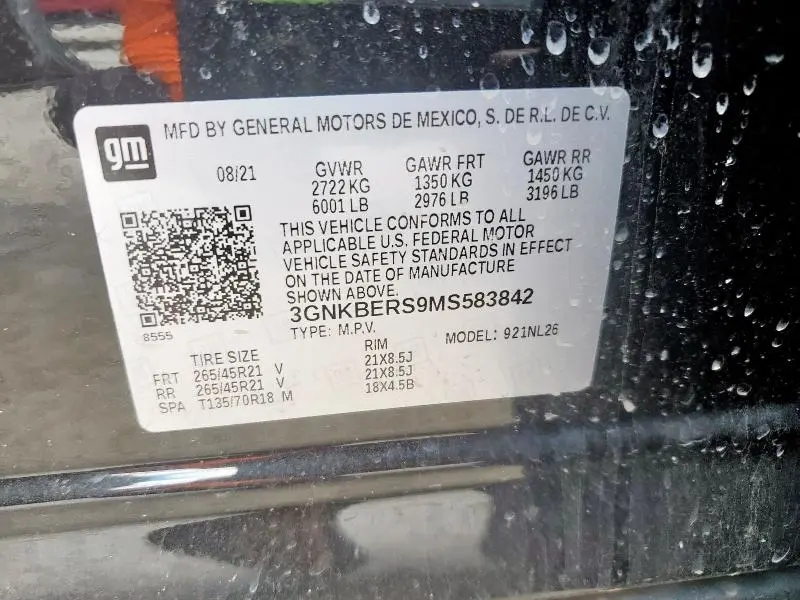 gm
MFD BY GENERAL MOTORS DE MEXICO, S. DE R.L. DE C.V.
08/21 GVWR GAWR FRT GAWR RR
2722 KG 1350 KG 1450 KG
6001 LB 2976 LB 3196 LB
THIS VEHICLE CONFORMS TO ALL
APPLICABLE U.S. FEDERAL MOTOR
VEHICLE SAFETY STANDARDS IN EFFECT
ON THE DATE OF MANUFACTURE
SHOWN ABOVE.
3GNKBERS9MS583842
8555
TYPE: M.P.V. MODEL: 921NL26
TIRE SIZE RIM
FRT 265/45R21 V 21X8.5J
RR 265/45R21 V 21X8.5J
SPA T135/70R18 M 18X4.5B